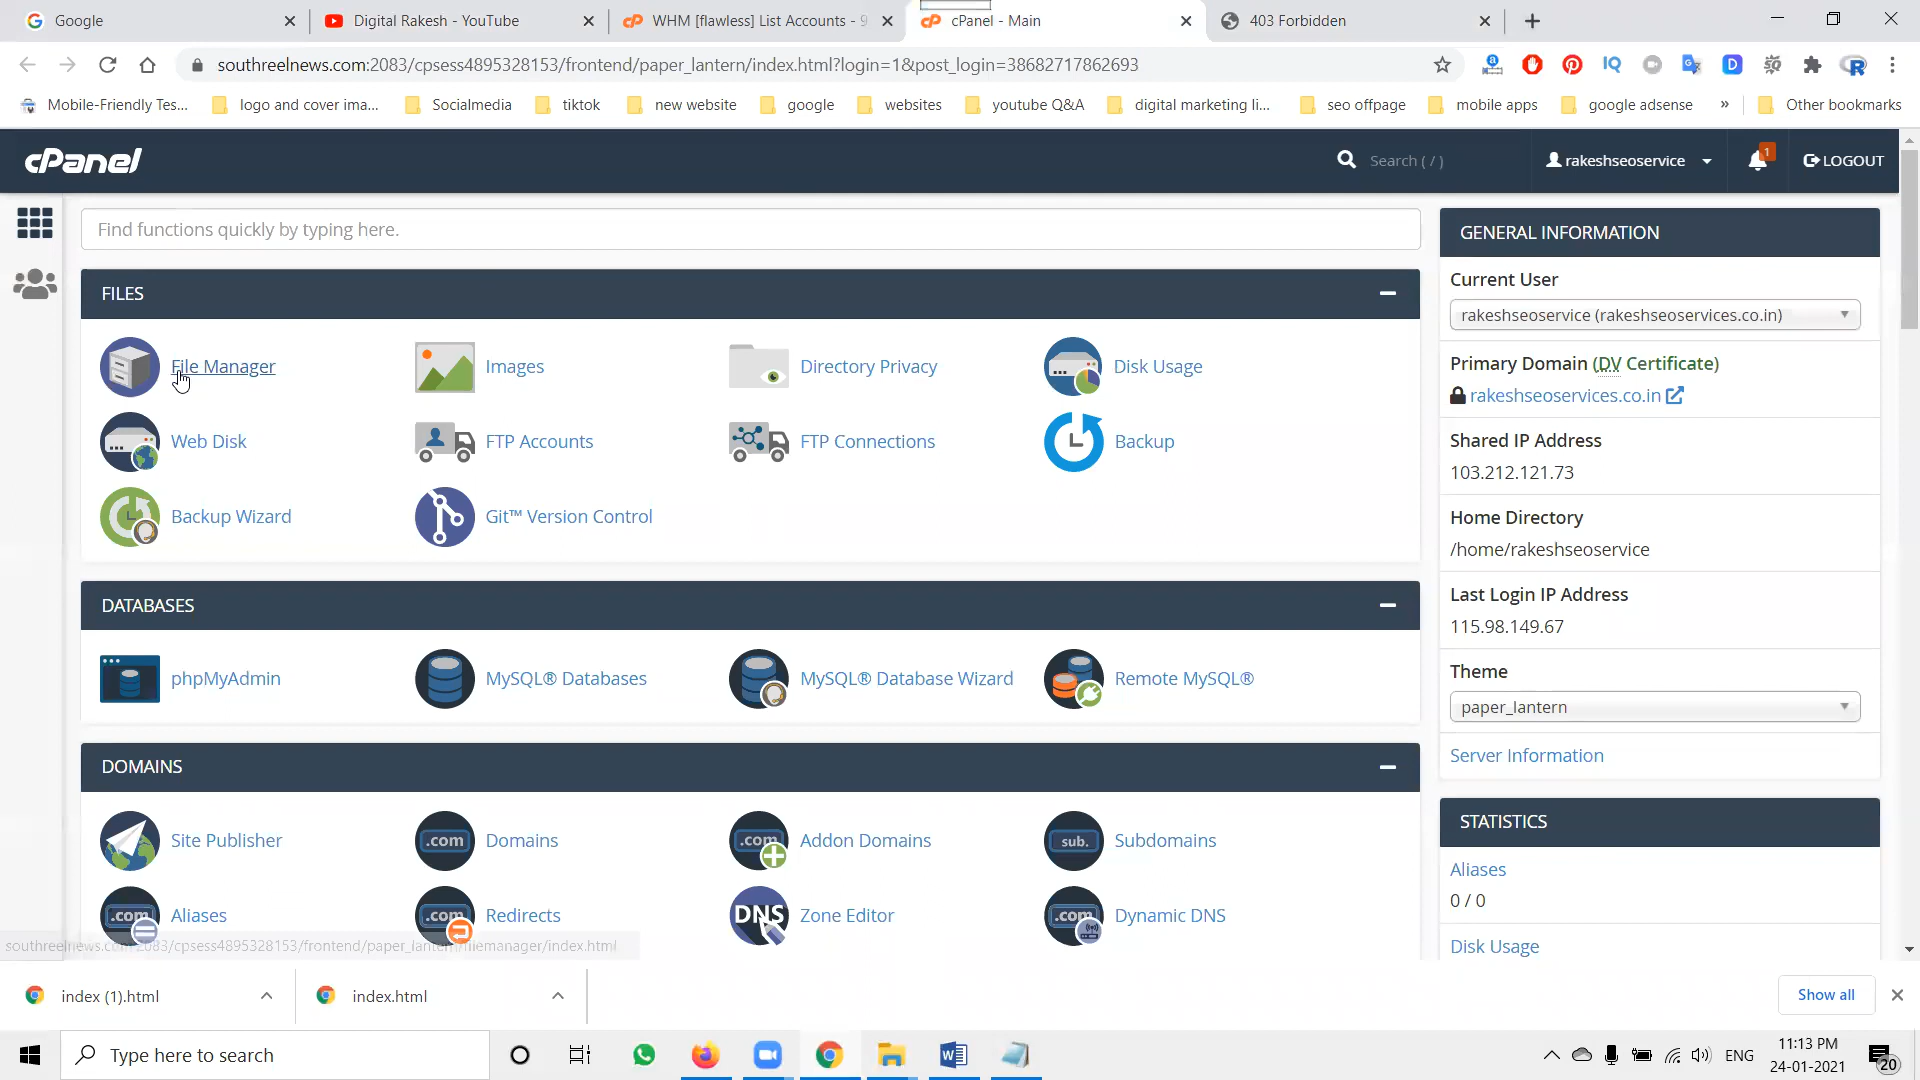 Google
Digital Rakesh - YouTube
WHM [flawless] List Accounts - 9
cPanel - Main
403 Forbidden
southreelnews.com:2083/cpsess4895328153/frontend/paper_lantern/index.html?login=1&post_login=38682717862693
Mobile-Friendly Tes...
logo and cover ima...
Socialmedia
tiktok
new website
google
websites
youtube Q&A
digital marketing li...
seo offpage
mobile apps
google adsense
»
Other bookmarks
cPanel
Search ( / )
rakeshseoservice
1
LOGOUT
Find functions quickly by typing here.
FILES
File Manager
Images
Directory Privacy
Disk Usage
Web Disk
FTP Accounts
FTP Connections
Backup
Backup Wizard
Git™ Version Control
DATABASES
phpMyAdmin
MySQL® Databases
MySQL® Database Wizard
Remote MySQL®
DOMAINS
Site Publisher
.com
Domains
.com
Addon Domains
sub.
Subdomains
.com
Aliases
.com
Redirects
DNS
Zone Editor
.com
Dynamic DNS
GENERAL INFORMATION
Current User
rakeshseoservice (rakeshseoservices.co.in)
Primary Domain (DV Certificate)
rakeshseoservices.co.in
Shared IP Address
103.212.121.73
Home Directory
/home/rakeshseoservice
Last Login IP Address
115.98.149.67
Theme
paper_lantern
Server Information
STATISTICS
Aliases
0 / 0
Disk Usage
southreelnews.com:2083/cpsess4895328153/frontend/paper_lantern/filemanager/index.html
index (1).html
index.html
Show all
Type here to search
ENG
11:13 PM
24-01-2021
20